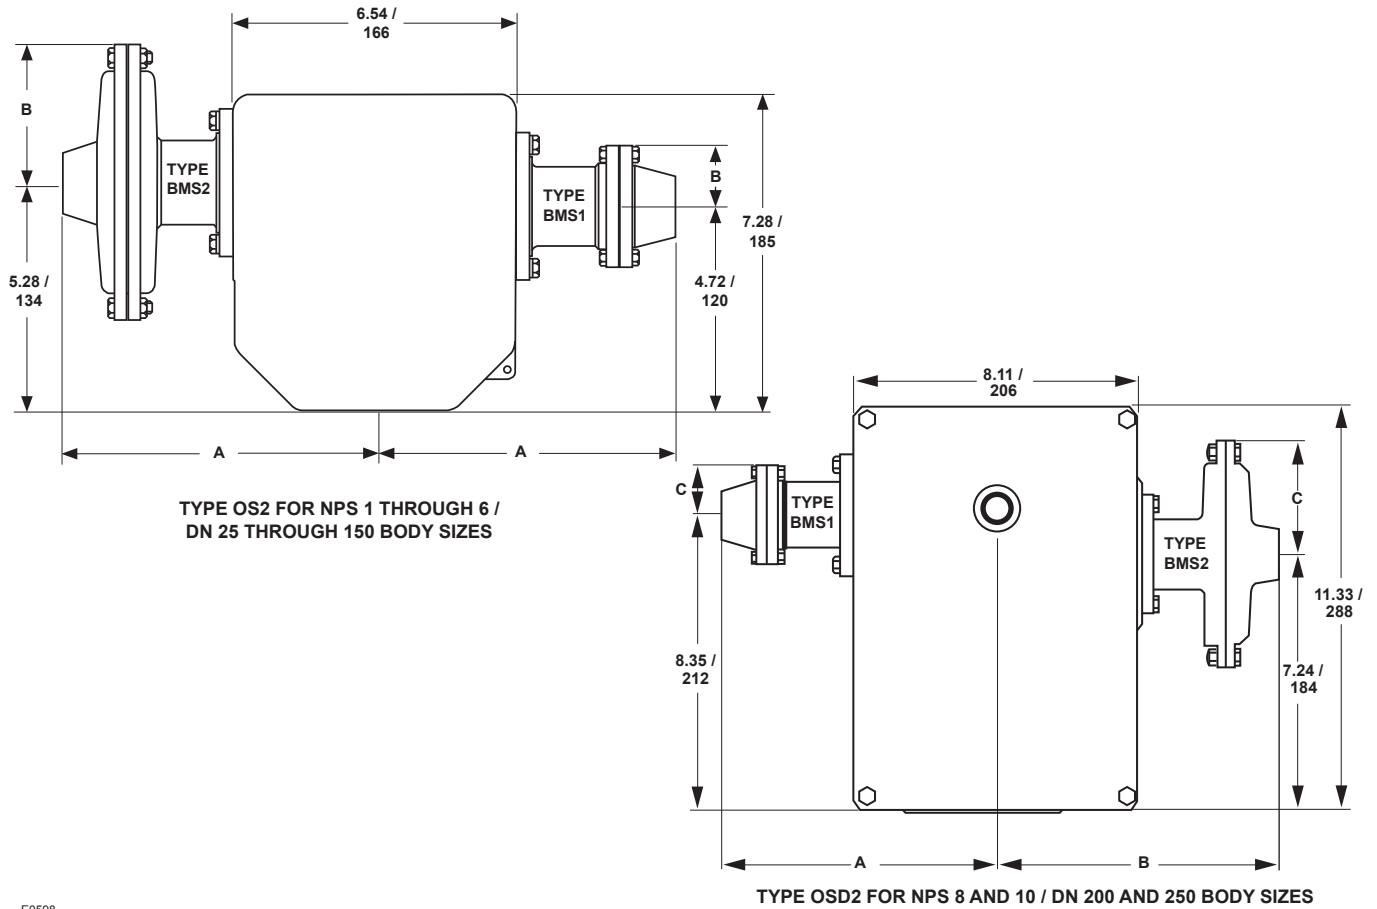 6.54 /
166
B
TYPE
BMS2
TYPE
BMS1
B
7.28 /
185
5.28 /
134
4.72 /
120
A
A
TYPE OS2 FOR NPS 1 THROUGH 6 /
DN 25 THROUGH 150 BODY SIZES
8.11 /
206
C
TYPE
BMS1
C
TYPE
BMS2
11.33 /
288
8.35 /
212
7.24 /
184
A
B
TYPE OSD2 FOR NPS 8 AND 10 / DN 200 AND 250 BODY SIZES